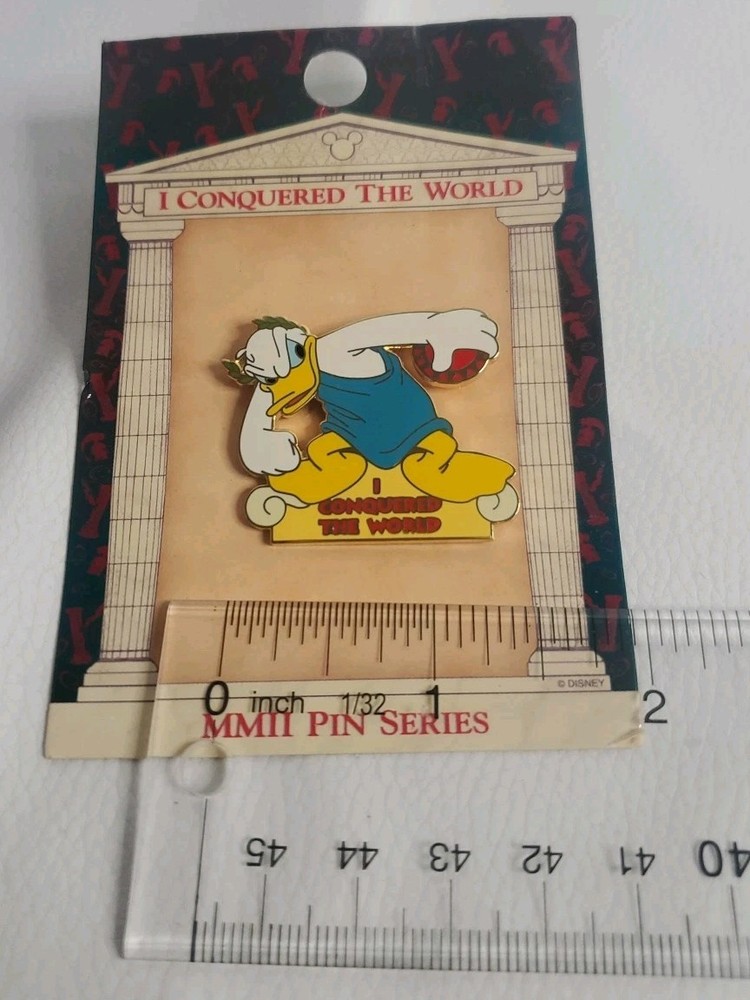 I CONQUERED THE WORLD
I
CONQUERED
THE WORLD
© DISNEY
0 inch 1/32 1 2
MMII PIN SERIES
45 44 43 42 41 40